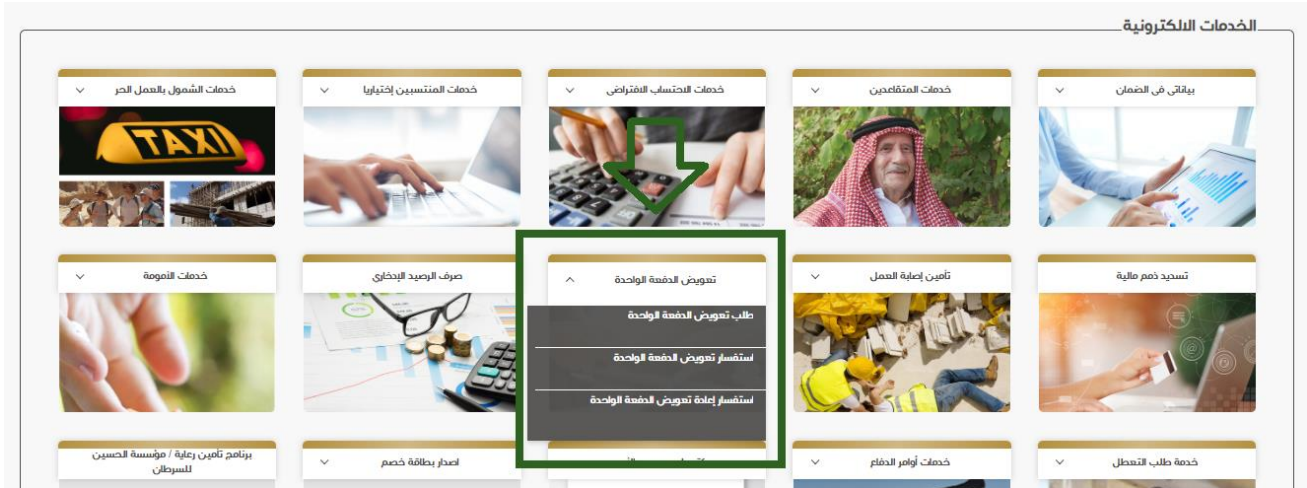 الخدمات الالكترونية
بياناتي في الضمان
خدمات المتقاعدين
خدمات الاحتساب الافتراضي
خدمات المنتسبين إختياريا
خدمات الشمول بالعمل الحر
TAXI
تسديد ذمم مالية
تأمين إصابة العمل
تعويض الدفعة الواحدة
طلب تعويض الدفعة الواحدة
استفسار تعويض الدفعة الواحدة
استفسار إعادة تعويض الدفعة الواحدة
صرف الرصيد الإدخاري
خدمات الأمومة
خدمة طلب التعطل
خدمات أوامر الدفاع
اصدار بطاقة خصم
برنامج تأمين رعاية / مؤسسة الحسين
للسرطان